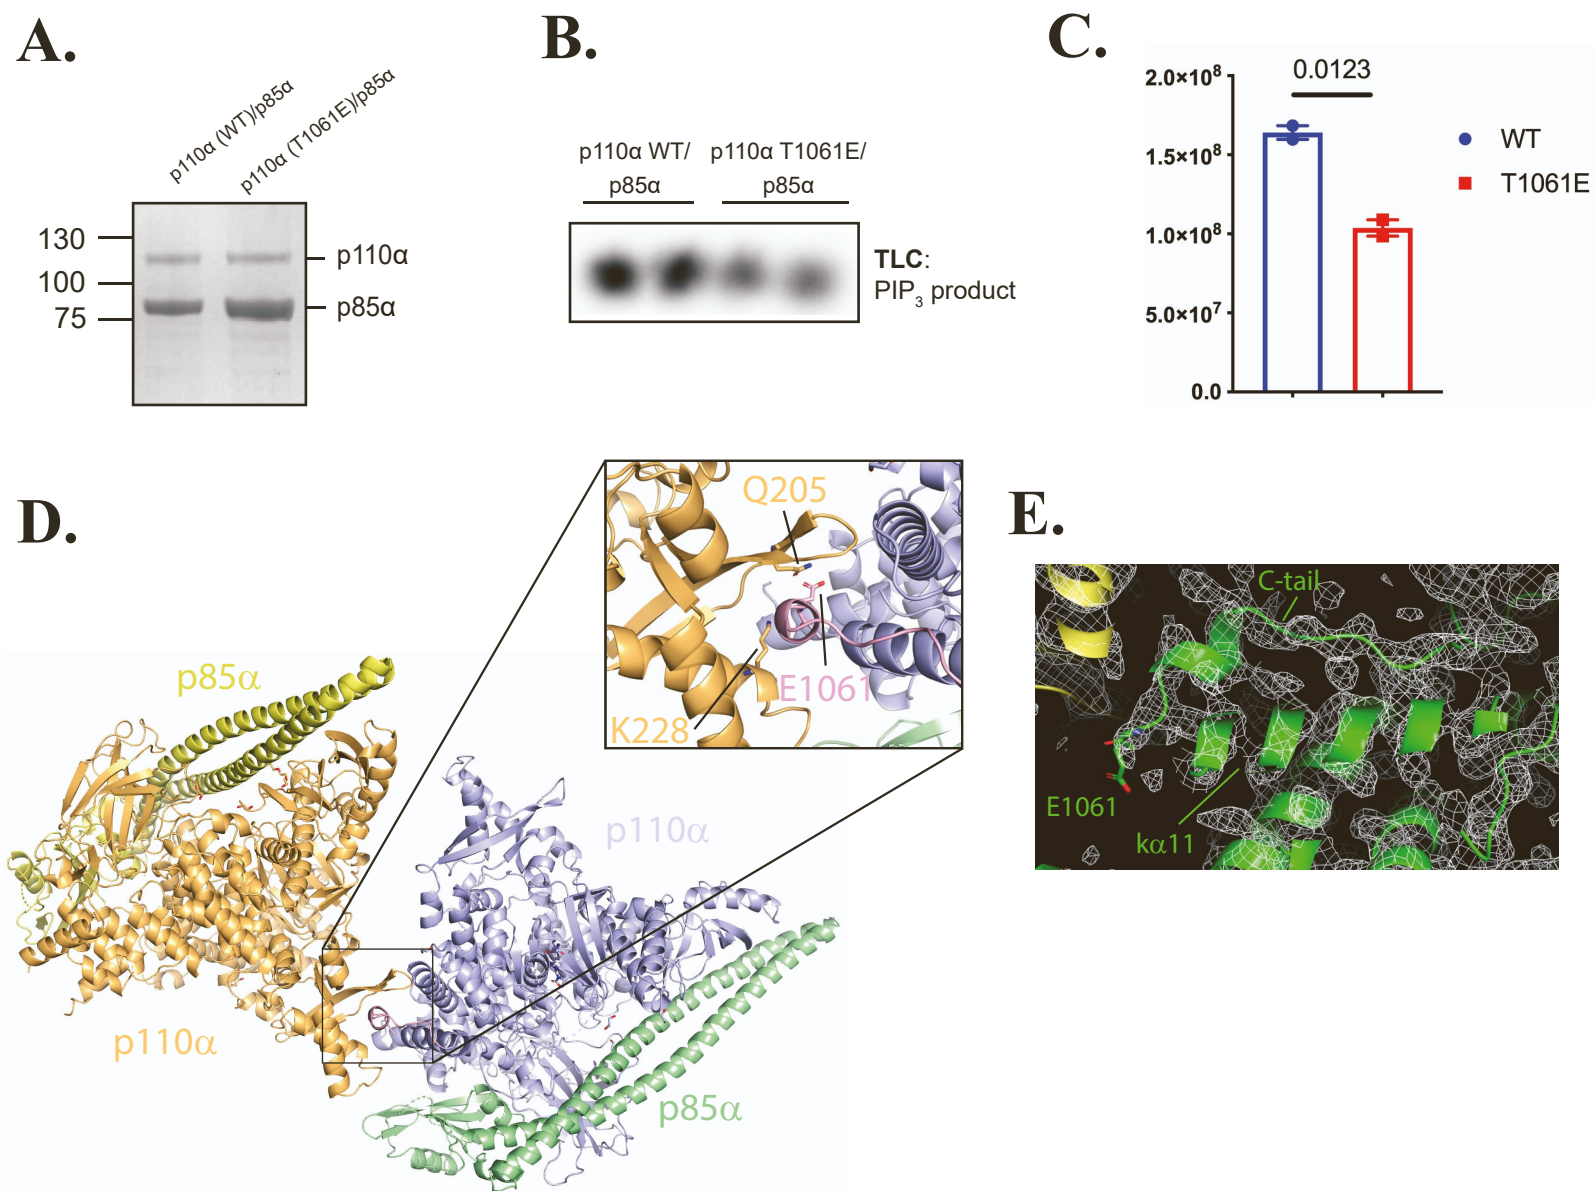 A.
p110α (WT)/p85α
p110α (T1061E)/p85α
130
100
75
p110α
p85α
B.
p110α WT/
p85α
p110α T1061E/
p85α
TLC:
PIP₃ product
C.
2.0×10⁸
1.5×10⁸
1.0×10⁸
5.0×10⁷
0.0
0.0123
WT
T1061E
D.
Q205
E1061
K228
p85α
p110α
p110α
p85α
E.
C-tail
E1061
kα11